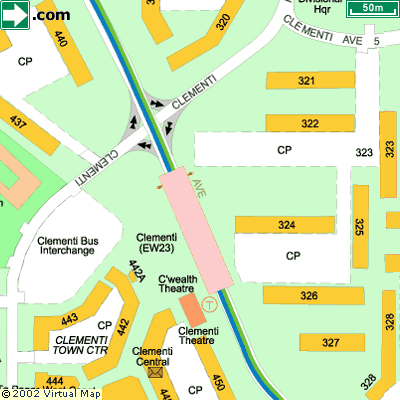 .com
Divisional
Hqr
50m
320
440
CP
CLEMENTI AVE 5
321
CLEMENTI
437
322
CP
323
323
CLEMENTI
AVE
324
325
Clementi Bus
Interchange
Clementi
(EW23)
CP
442A
C'wealth
Theatre
326
T
443
CP
442
Clementi
Theatre
CLEMENTI
TOWN CTR
327
328
Clementi
Central
444
CP
450
328
© 2002 Virtual Map